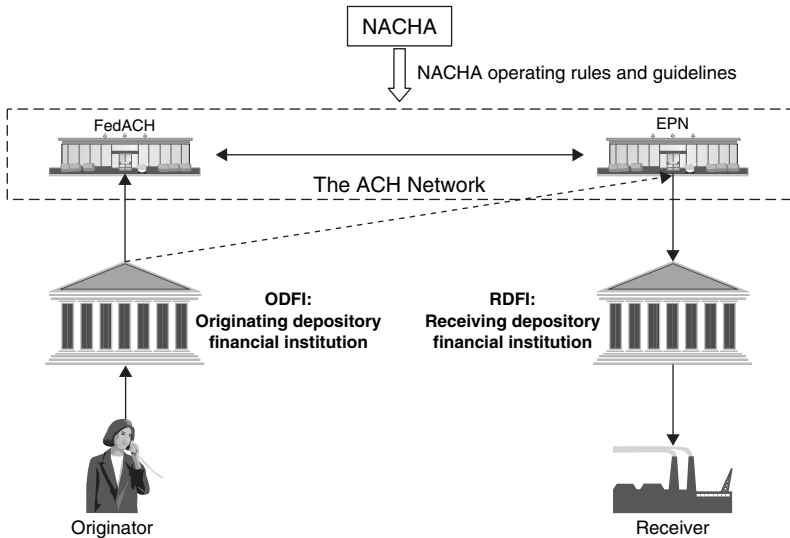 NACHA
NACHA operating rules and guidelines
FedACH
EPN
The ACH Network
ODFI:
Originating depository
financial institution
RDFI:
Receiving depository
financial institution
Originator
Receiver